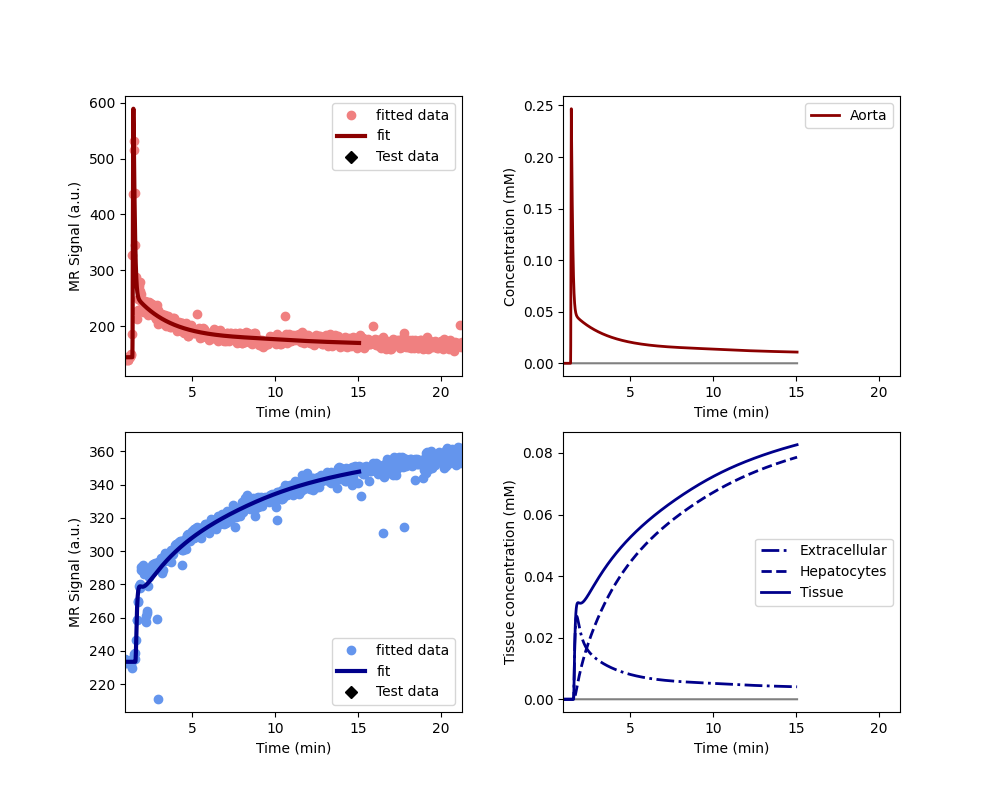 600
500
400
300
200
MR Signal (a.u.)
fitted data
fit
Test data
5 10 15 20
Time (min)
0.25
0.20
0.15
0.10
0.05
0.00
Concentration (mM)
Aorta
5 10 15 20
Time (min)
360
340
320
300
280
260
240
220
MR Signal (a.u.)
fitted data
fit
Test data
5 10 15 20
Time (min)
0.08
0.06
0.04
0.02
0.00
Tissue concentration (mM)
Extracellular
Hepatocytes
Tissue
5 10 15 20
Time (min)